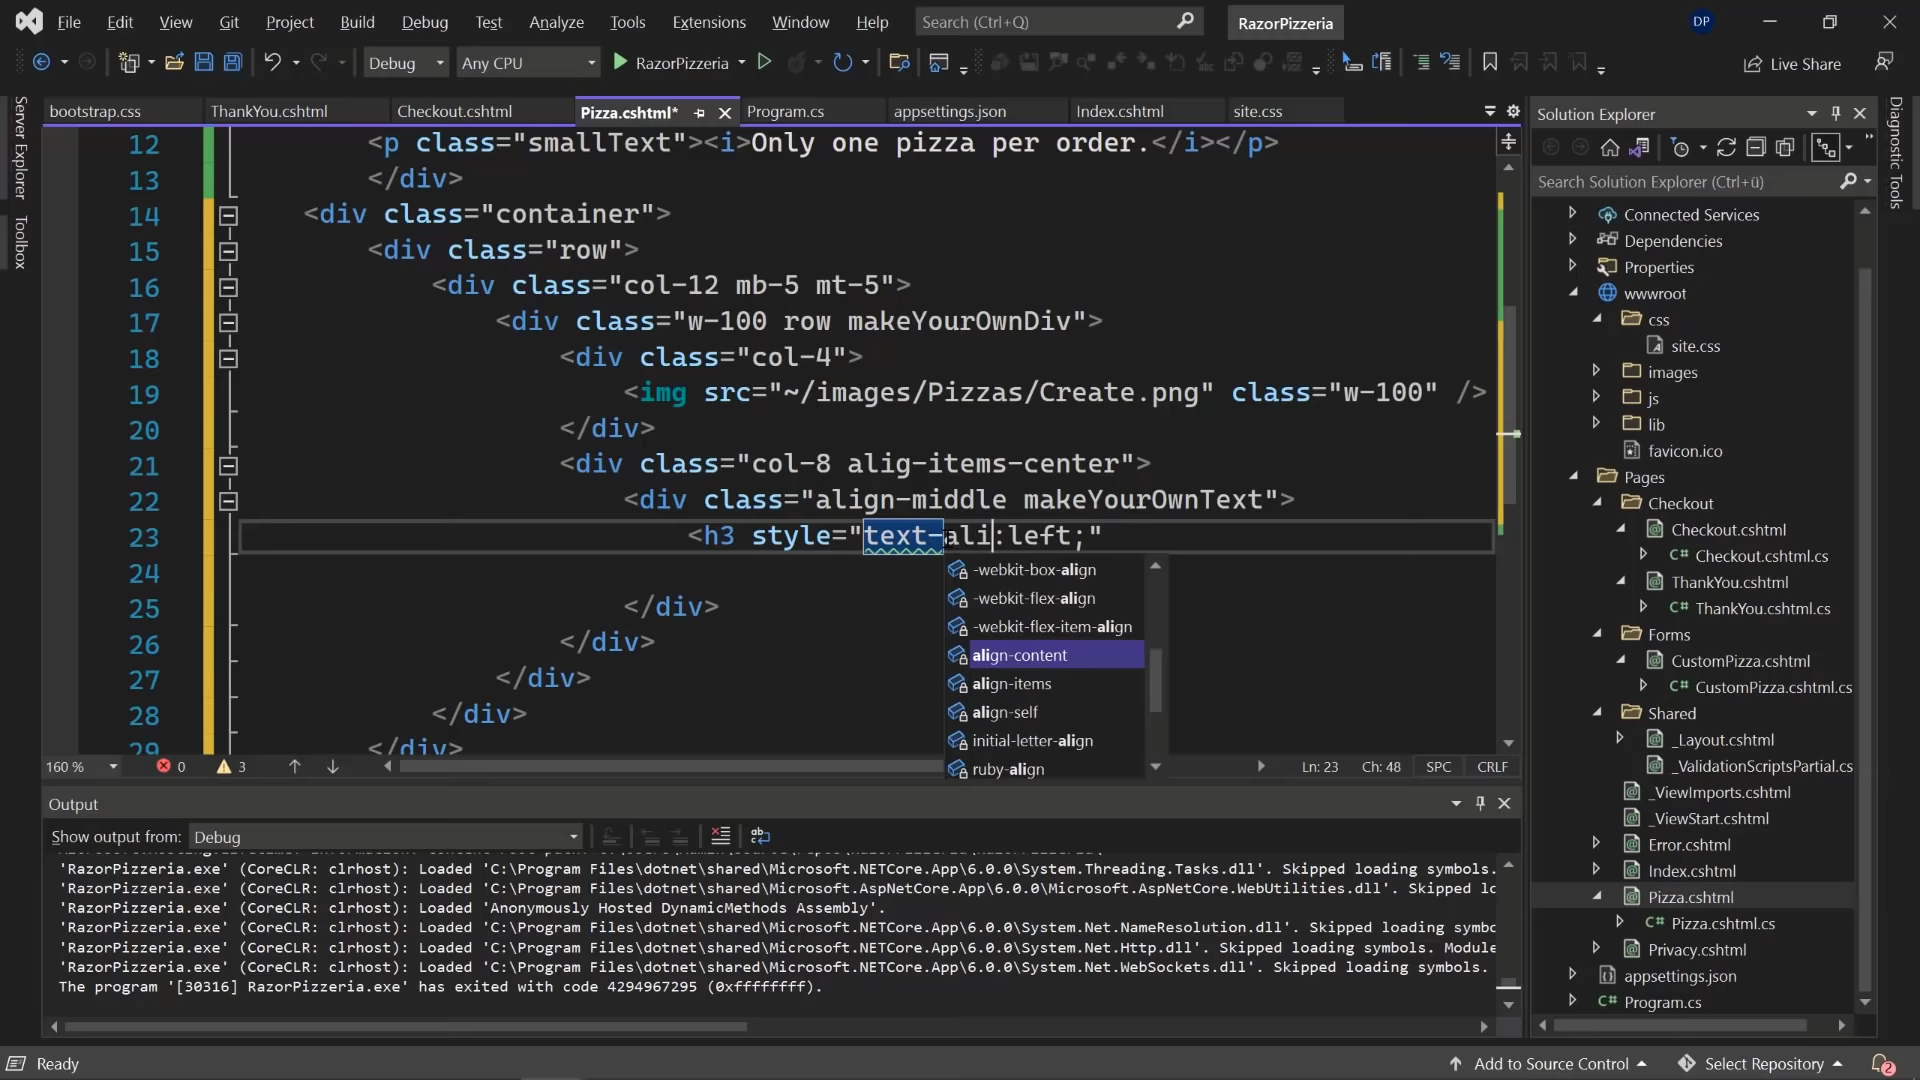 File Edit View Git Project Build Debug Test Analyze Tools Extensions Window Help Search (Ctrl+Q) RazorPizzeria DP
Debug Any CPU RazorPizzeria Live Share
Server Explorer
Toolbox
bootstrap.css ThankYou.cshtml Checkout.cshtml Pizza.cshtml* Program.cs appsettings.json Index.cshtml site.css
12 <p class="smallText"><i>Only one pizza per order.</i></p>
13 </div>
14 <div class="container">
15 <div class="row">
16 <div class="col-12 mb-5 mt-5">
17 <div class="w-100 row makeYourOwnDiv">
18 <div class="col-4">
19 <img src="~/images/Pizzas/Create.png" class="w-100" />
20 </div>
21 <div class="col-8 alig-items-center">
22 <div class="align-middle makeYourOwnText">
23 <h3 style="text-ali:left;"
24
25 </div>
26 </div>
27 </div>
28 </div>
29 </div>
-webkit-box-align
-webkit-flex-align
-webkit-flex-item-align
align-content
align-items
align-self
initial-letter-align
ruby-align
160 % 0 3 Ln: 23 Ch: 48 SPC CRLF
Output
Show output from: Debug
'RazorPizzeria.exe' (CoreCLR: clrhost): Loaded 'C:\Program Files\dotnet\shared\Microsoft.NETCore.App\6.0.0\System.Threading.Tasks.dll'. Skipped loading symbols.
'RazorPizzeria.exe' (CoreCLR: clrhost): Loaded 'C:\Program Files\dotnet\shared\Microsoft.AspNetCore.App\6.0.0\Microsoft.AspNetCore.WebUtilities.dll'. Skipped lo
'RazorPizzeria.exe' (CoreCLR: clrhost): Loaded 'Anonymously Hosted DynamicMethods Assembly'.
'RazorPizzeria.exe' (CoreCLR: clrhost): Loaded 'C:\Program Files\dotnet\shared\Microsoft.NETCore.App\6.0.0\System.Net.NameResolution.dll'. Skipped loading symbo
'RazorPizzeria.exe' (CoreCLR: clrhost): Loaded 'C:\Program Files\dotnet\shared\Microsoft.NETCore.App\6.0.0\System.Net.Http.dll'. Skipped loading symbols. Module
'RazorPizzeria.exe' (CoreCLR: clrhost): Loaded 'C:\Program Files\dotnet\shared\Microsoft.NETCore.App\6.0.0\System.Net.WebSockets.dll'. Skipped loading symbols.
The program '[30316] RazorPizzeria.exe' has exited with code 4294967295 (0xffffffff).
Solution Explorer
Search Solution Explorer (Ctrl+ü)
Connected Services
Dependencies
Properties
wwwroot
css
site.css
images
js
lib
favicon.ico
Pages
Checkout
Checkout.cshtml
C# Checkout.cshtml.cs
ThankYou.cshtml
C# ThankYou.cshtml.cs
Forms
CustomPizza.cshtml
C# CustomPizza.cshtml.cs
Shared
_Layout.cshtml
_ValidationScriptsPartial.cs
_ViewImports.cshtml
_ViewStart.cshtml
Error.cshtml
Index.cshtml
Pizza.cshtml
C# Pizza.cshtml.cs
Privacy.cshtml
appsettings.json
C# Program.cs
Diagnostic Tools
Ready Add to Source Control Select Repository 2